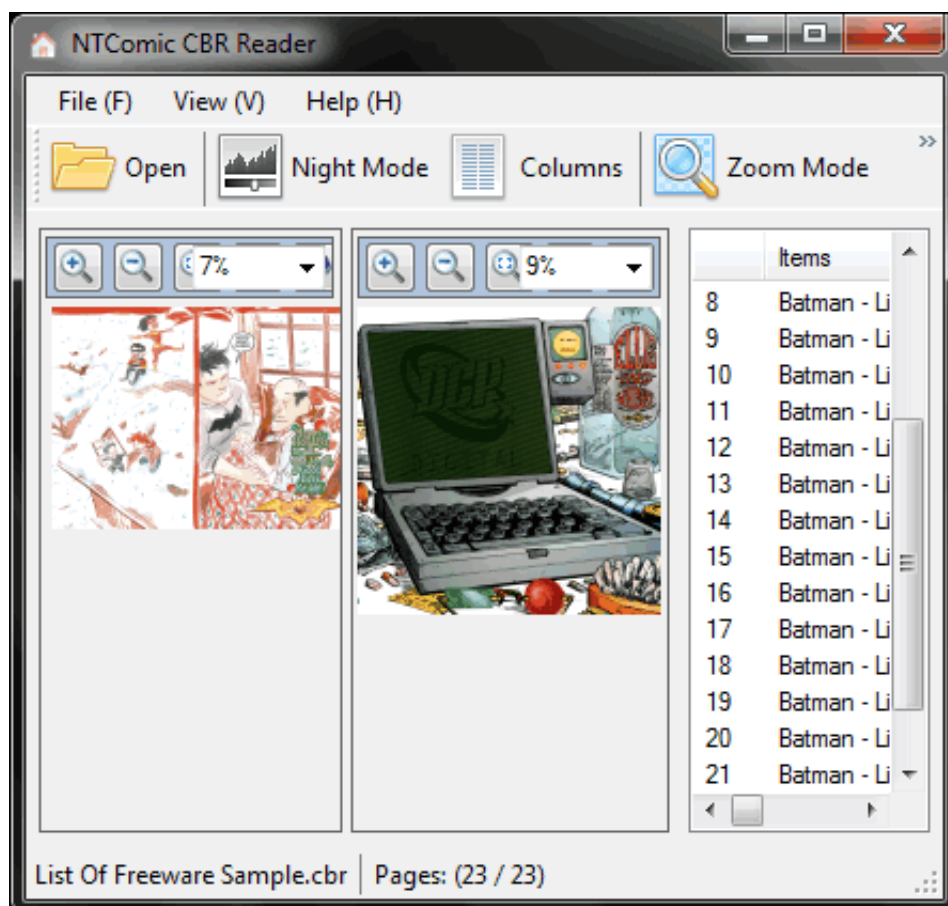 NTComic CBR Reader
File (F) View (V) Help (H)
Open Night Mode Columns Zoom Mode »
7% 9% Items
8 Batman - Li
9 Batman - Li
10 Batman - Li
11 Batman - Li
12 Batman - Li
13 Batman - Li
14 Batman - Li
15 Batman - Li
16 Batman - Li
17 Batman - Li
18 Batman - Li
19 Batman - Li
20 Batman - Li
21 Batman - Li
DCP
DIGITAL
List Of Freeware Sample.cbr Pages: (23 / 23)